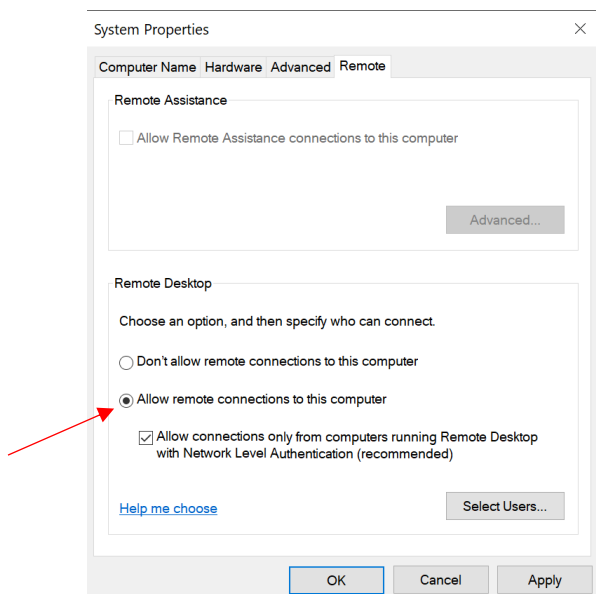 System Properties
Computer Name Hardware Advanced Remote
Remote Assistance
Allow Remote Assistance connections to this computer
Advanced...
Remote Desktop
Choose an option, and then specify who can connect.
Don't allow remote connections to this computer
Allow remote connections to this computer
Allow connections only from computers running Remote Desktop
with Network Level Authentication (recommended)
Help me choose
Select Users...
OK Cancel Apply